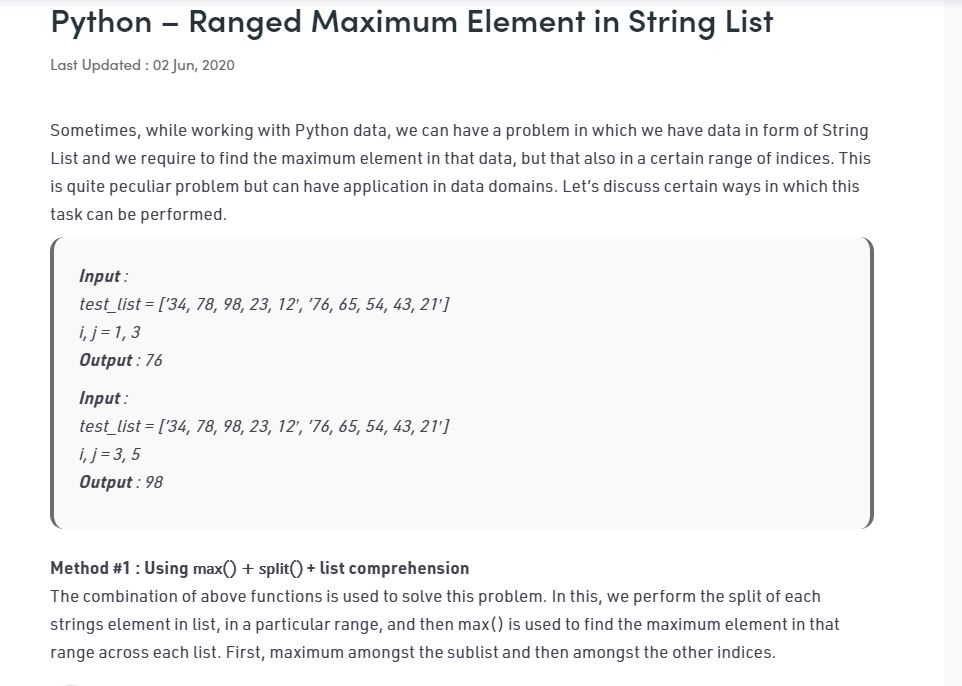 Python – Ranged Maximum Element in String List
Last Updated : 02 Jun, 2020
Sometimes, while working with Python data, we can have a problem in which we have data in form of String
List and we require to find the maximum element in that data, but that also in a certain range of indices. This
is quite peculiar problem but can have application in data domains. Let’s discuss certain ways in which this
task can be performed.
Input :
test_list = [’34, 78, 98, 23, 12′, ’76, 65, 54, 43, 21′]
i, j = 1, 3
Output : 76
Input :
test_list = [’34, 78, 98, 23, 12′, ’76, 65, 54, 43, 21′]
i, j = 3, 5
Output : 98
Method #1 : Using max() + split() + list comprehension
The combination of above functions is used to solve this problem. In this, we perform the split of each
strings element in list, in a particular range, and then max() is used to find the maximum element in that
range across each list. First, maximum amongst the sublist and then amongst the other indices.